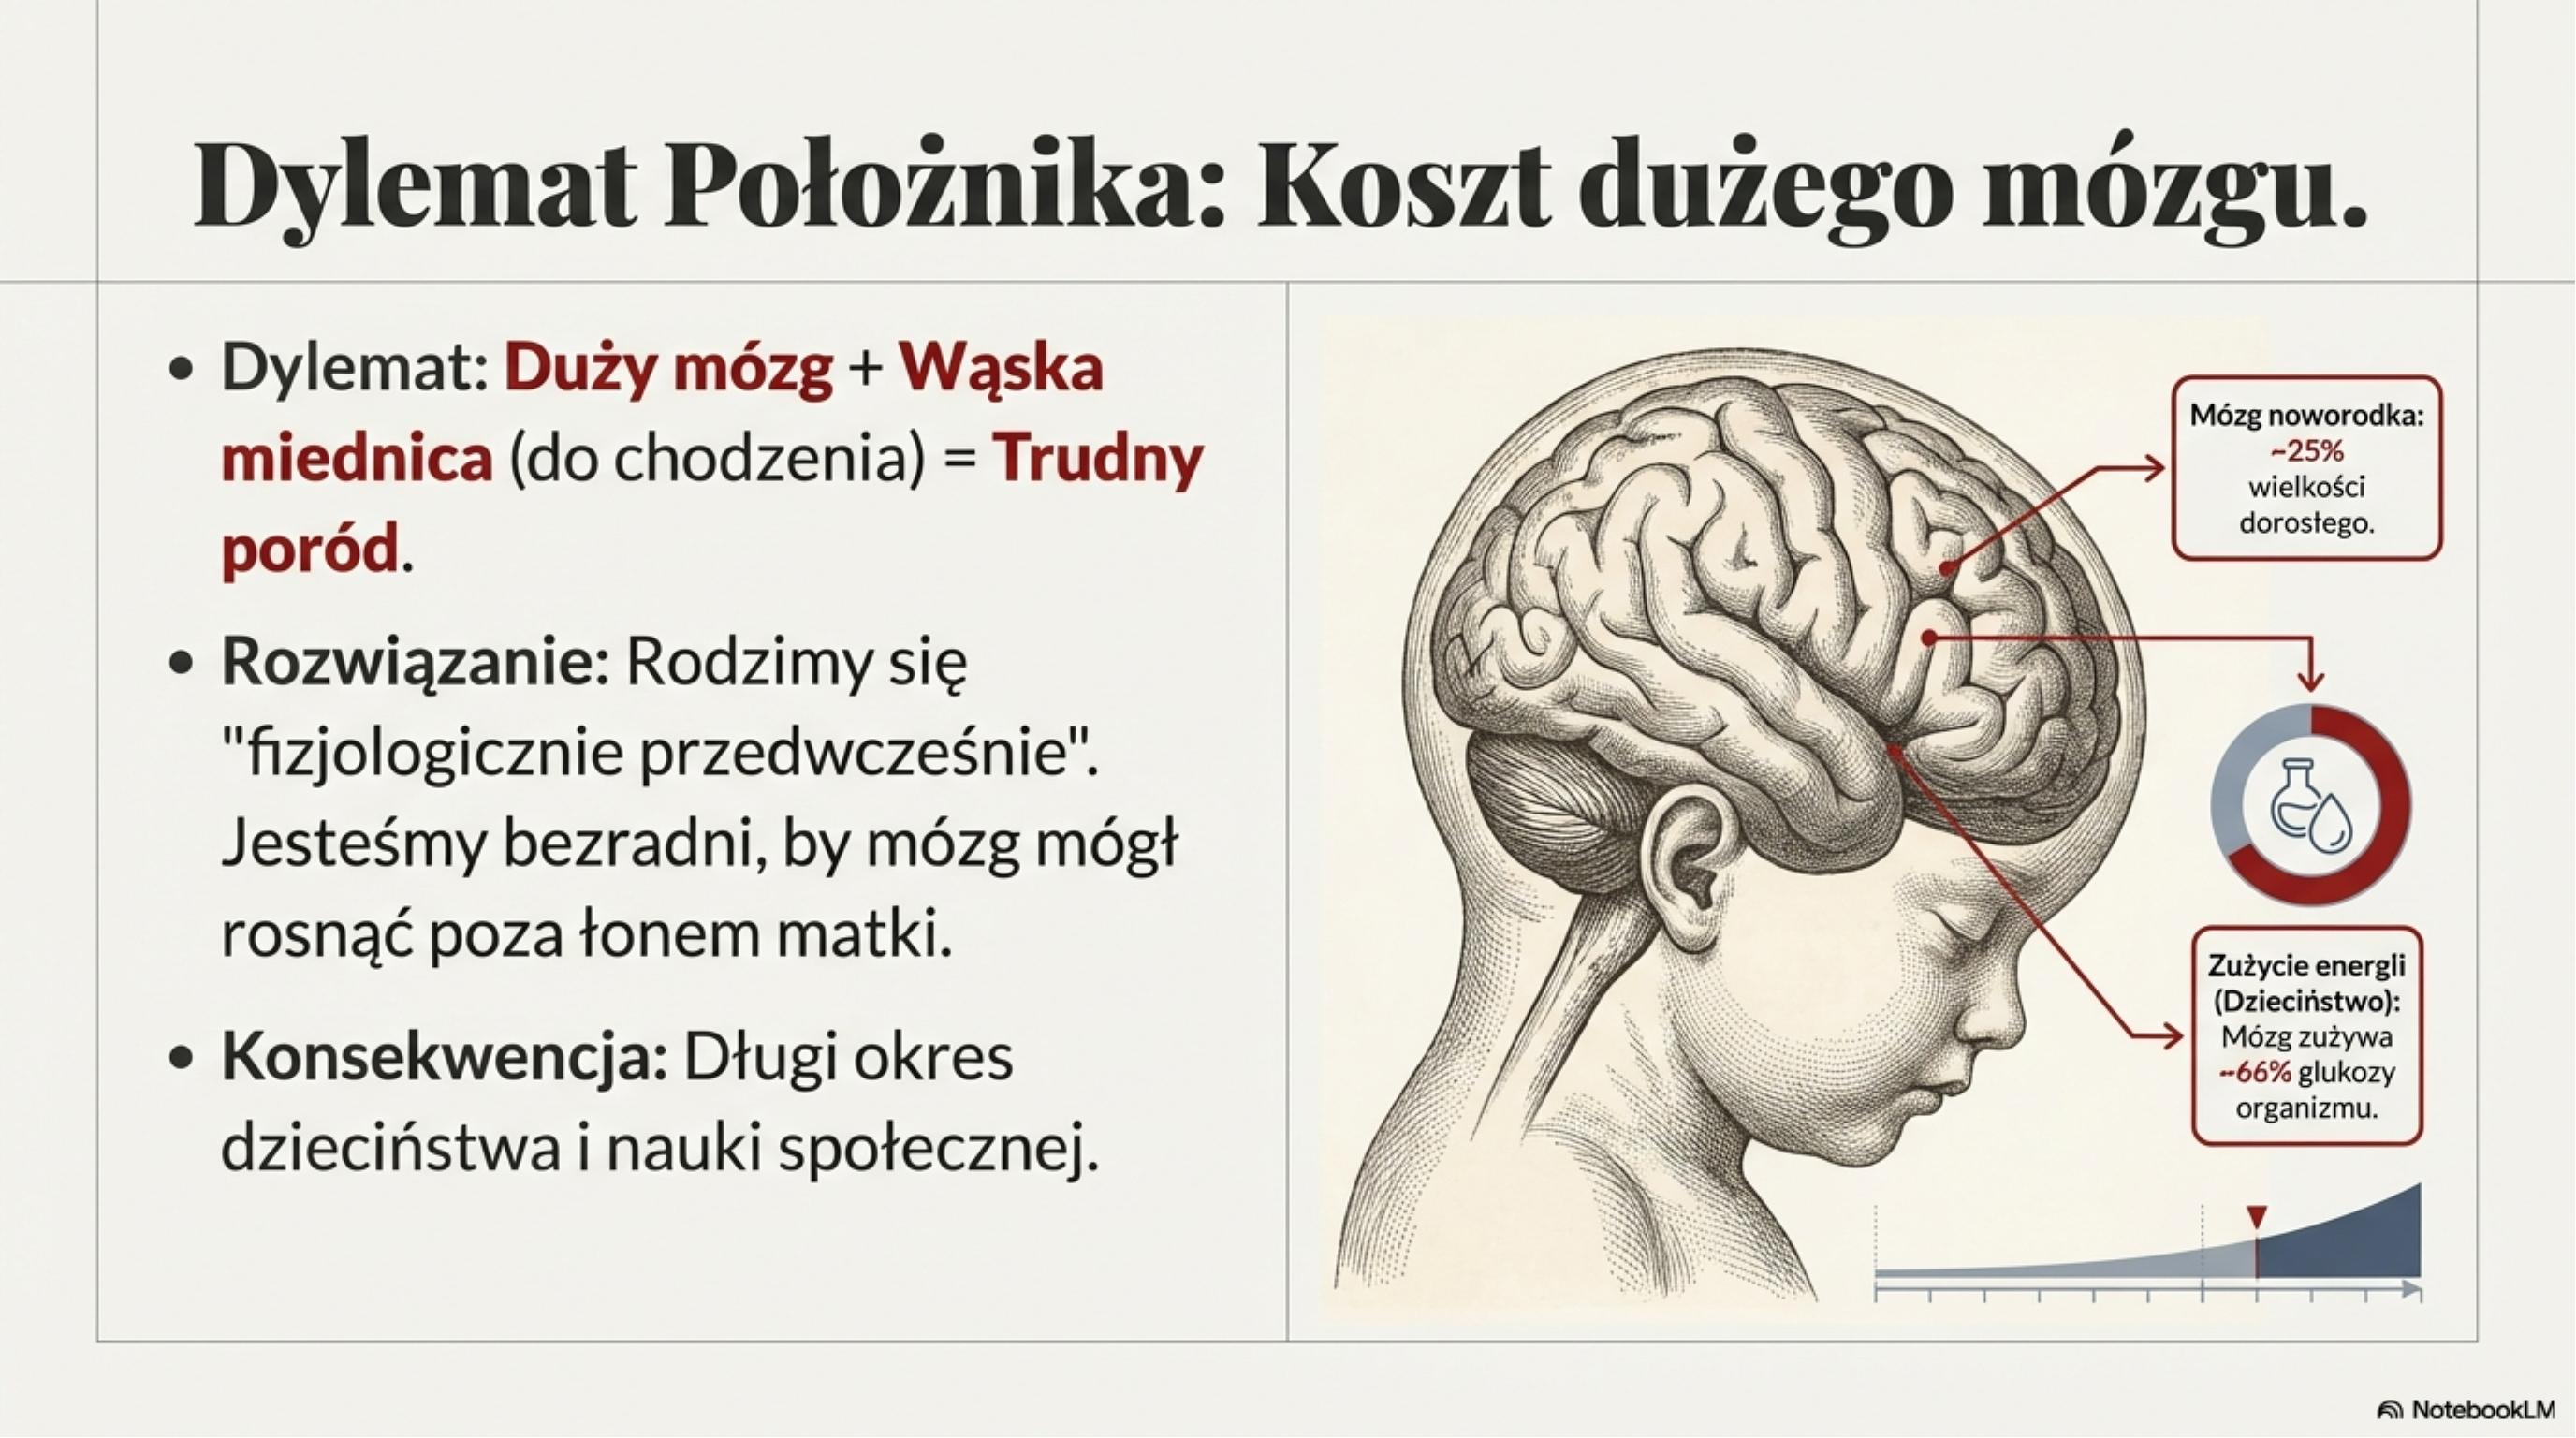 Dylemat Położnika: Koszt dużego mózgu.
• Dylemat: Duży mózg + Wąska
miednica (do chodzenia) = Trudny
poród.
• Rozwiązanie: Rodzimy się
"fizjologicznie przedwcześnie".
Jesteśmy bezradni, by mózg mógł
rosnąć poza łonem matki.
• Konsekwencja: Długi okres
dzieciństwa i nauki społecznej.
Mózg noworodka:
~25%
wielkości
dorosłego.
Zużycie energli
(Dzieciństwo):
Mózg zużywa
~66% glukozy
organizmu.
NotebookLM